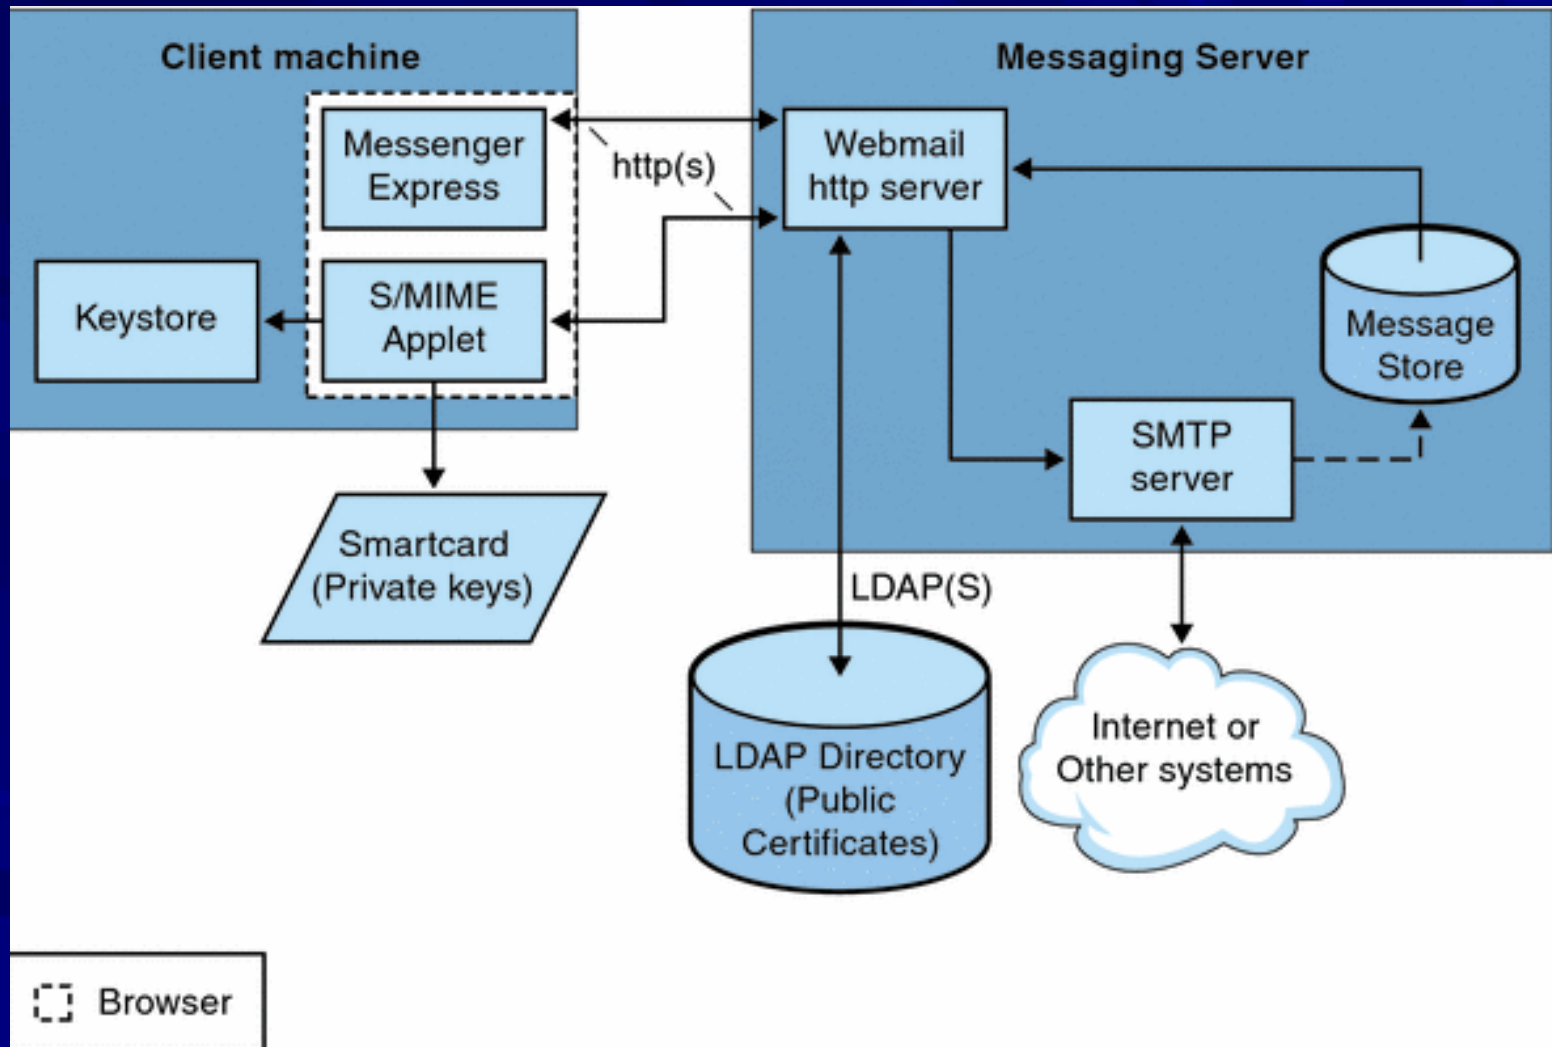 Client machine
Messaging Server
Messenger
Express
http(s)
Webmail
http server
Keystore
S/MIME
Applet
Message
Store
SMTP
server
Smartcard
(Private keys)
LDAP(S)
LDAP Directory
(Public
Certificates)
Internet or
Other systems
Browser